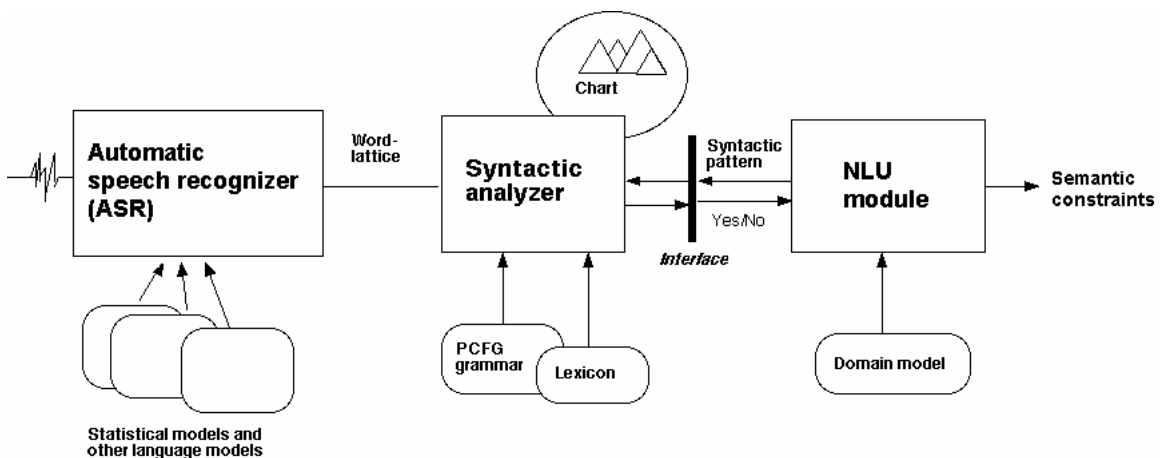 Chart
Automatic
speech recognizer
(ASR)
Word-
lattice
Syntactic
analyzer
Syntactic
pattern
Yes/No
Interface
NLU
module
Semantic
constraints
PCFG
grammar
Lexicon
Domain model
Statistical models and
other language models